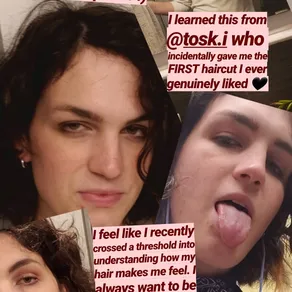 I learned this from
@tosk.i who
incidentally gave me the
FIRST haircut I ever
genuinely liked 🖤
I feel like I recently
crossed a threshold into
understanding how my
hair makes me feel. I
always want to be